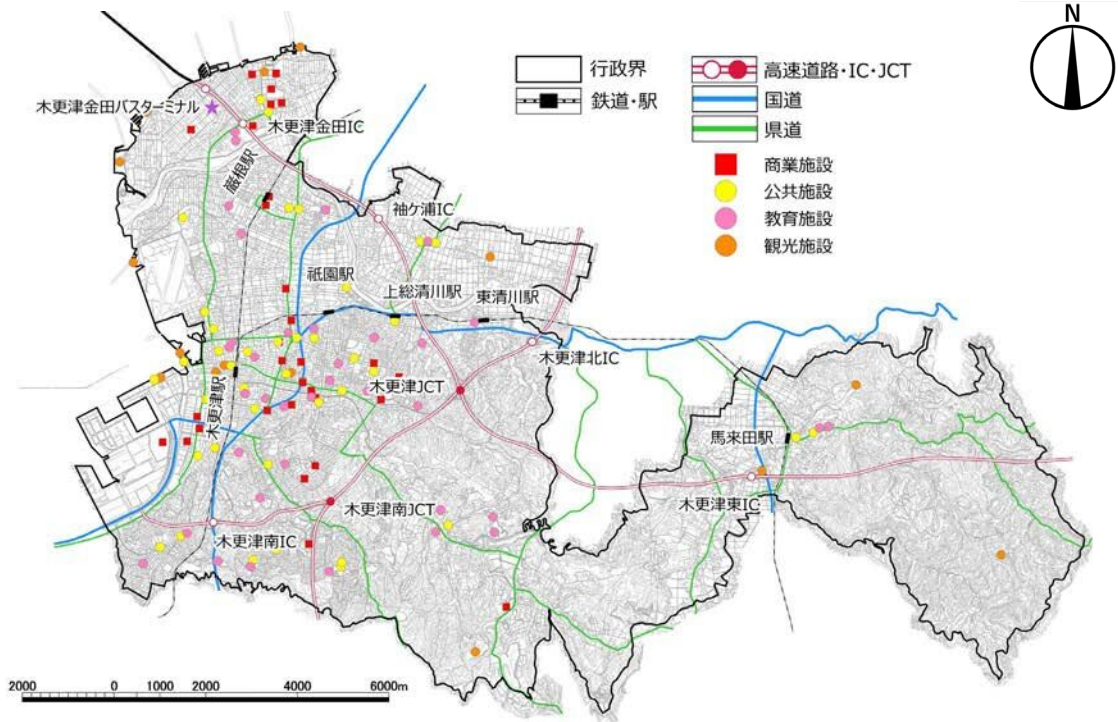 N
行政界
鉄道・駅
高速道路・IC・JCT
国道
県道
商業施設
公共施設
教育施設
観光施設
木更津金田バスターミナル
木更津金田IC
巌根駅
袖ケ浦IC
祇園駅
上総清川駅
東清川駅
木更津北IC
木更津JCT
木更津駅
馬来田駅
木更津東IC
木更津南JCT
木更津南IC
2000 0 1000 2000 4000 6000m